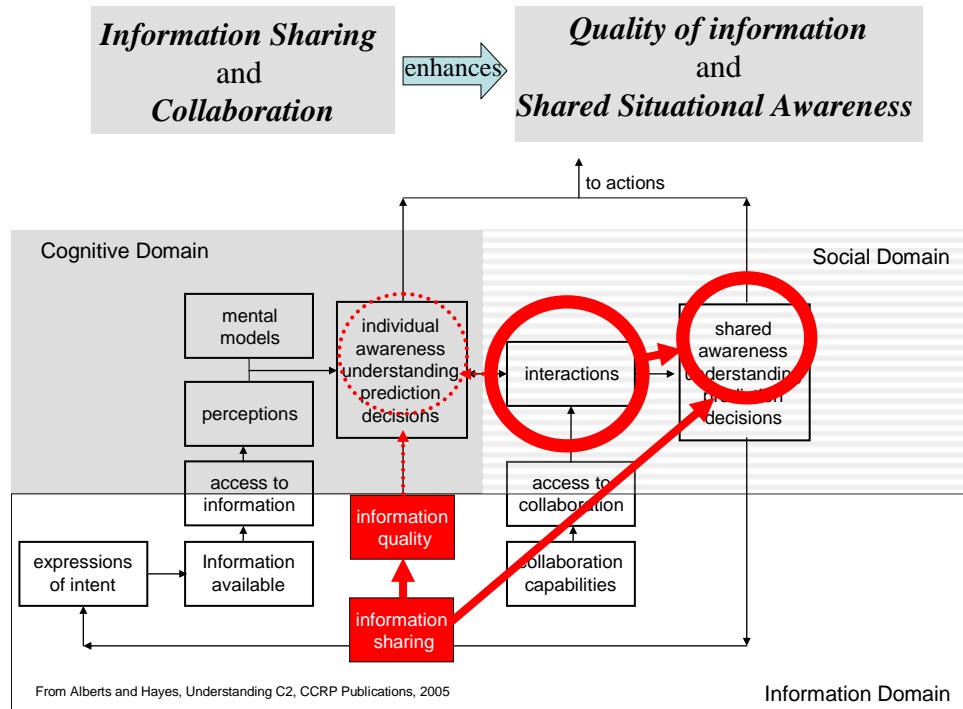 Information Sharing
and
Collaboration
enhances
Quality of information
and
Shared Situational Awareness
to actions
Cognitive Domain
Social Domain
mental
models
individual
awareness
understanding
prediction
decisions
interactions
shared
awareness
understanding
prediction
decisions
perceptions
access to
information
information
quality
access to
collaboration
expressions
of intent
Information
available
collaboration
capabilities
information
sharing
From Alberts and Hayes, Understanding C2, CCRP Publications, 2005
Information Domain